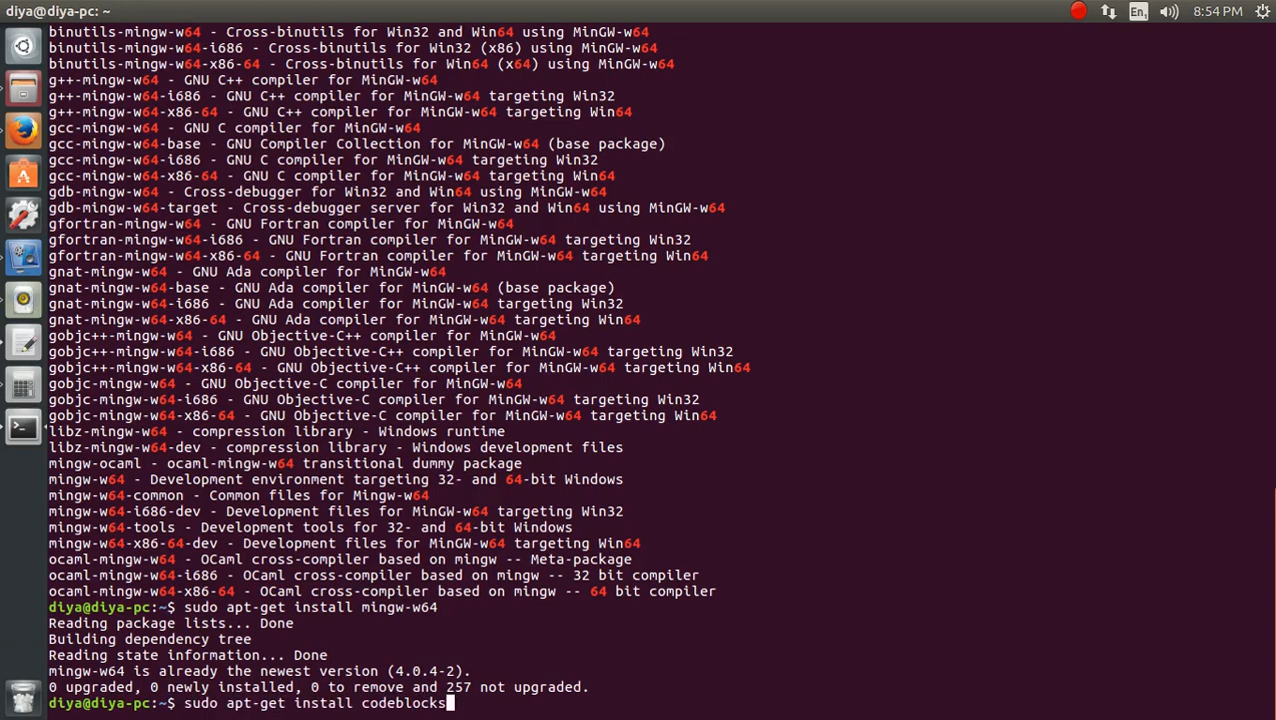 diya@diya-pc: ~
En
8:54 PM
binutils-mingw-w64 - Cross-binutils for Win32 and Win64 using MinGW-w64
binutils-mingw-w64-i686 - Cross-binutils for Win32 (x86) using MinGW-w64
binutils-mingw-w64-x86-64 - Cross-binutils for Win64 (x64) using MinGW-w64
g++-mingw-w64 - GNU C++ compiler for MinGW-w64
g++-mingw-w64-i686 - GNU C++ compiler for MinGW-w64 targeting Win32
g++-mingw-w64-x86-64 - GNU C++ compiler for MinGW-w64 targeting Win64
gcc-mingw-w64 - GNU C compiler for MinGW-w64
gcc-mingw-w64-base - GNU Compiler Collection for MinGW-w64 (base package)
gcc-mingw-w64-i686 - GNU C compiler for MinGW-w64 targeting Win32
gcc-mingw-w64-x86-64 - GNU C compiler for MinGW-w64 targeting Win64
gdb-mingw-w64 - Cross-debugger for Win32 and Win64 using MinGW-w64
gdb-mingw-w64-target - Cross-debugger server for Win32 and Win64 using MinGW-w64
gfortran-mingw-w64 - GNU Fortran compiler for MinGW-w64
gfortran-mingw-w64-i686 - GNU Fortran compiler for MinGW-w64 targeting Win32
gfortran-mingw-w64-x86-64 - GNU Fortran compiler for MinGW-w64 targeting Win64
gnat-mingw-w64 - GNU Ada compiler for MinGW-w64
gnat-mingw-w64-base - GNU Ada compiler for MinGW-w64 (base package)
gnat-mingw-w64-i686 - GNU Ada compiler for MinGW-w64 targeting Win32
gnat-mingw-w64-x86-64 - GNU Ada compiler for MinGW-w64 targeting Win64
gobjc++-mingw-w64 - GNU Objective-C++ compiler for MinGW-w64
gobjc++-mingw-w64-i686 - GNU Objective-C++ compiler for MinGW-w64 targeting Win32
gobjc++-mingw-w64-x86-64 - GNU Objective-C++ compiler for MinGW-w64 targeting Win64
gobjc-mingw-w64 - GNU Objective-C compiler for MinGW-w64
gobjc-mingw-w64-i686 - GNU Objective-C compiler for MinGW-w64 targeting Win32
gobjc-mingw-w64-x86-64 - GNU Objective-C compiler for MinGW-w64 targeting Win64
libz-mingw-w64 - compression library - Windows runtime
libz-mingw-w64-dev - compression library - Windows development files
mingw-ocaml - ocaml-mingw-w64 transitional dummy package
mingw-w64 - Development environment targeting 32- and 64-bit Windows
mingw-w64-common - Common files for Mingw-w64
mingw-w64-i686-dev - Development files for MinGW-w64 targeting Win32
mingw-w64-tools - Development tools for 32- and 64-bit Windows
mingw-w64-x86-64-dev - Development files for MinGW-w64 targeting Win64
ocaml-mingw-w64 - OCaml cross-compiler based on mingw -- Meta-package
ocaml-mingw-w64-i686 - OCaml cross-compiler based on mingw -- 32 bit compiler
ocaml-mingw-w64-x86-64 - OCaml cross-compiler based on mingw -- 64 bit compiler
diya@diya-pc:~$ sudo apt-get install mingw-w64
Reading package lists... Done
Building dependency tree
Reading state information... Done
mingw-w64 is already the newest version (4.0.4-2).
0 upgraded, 0 newly installed, 0 to remove and 257 not upgraded.
diya@diya-pc:~$ sudo apt-get install codeblocks